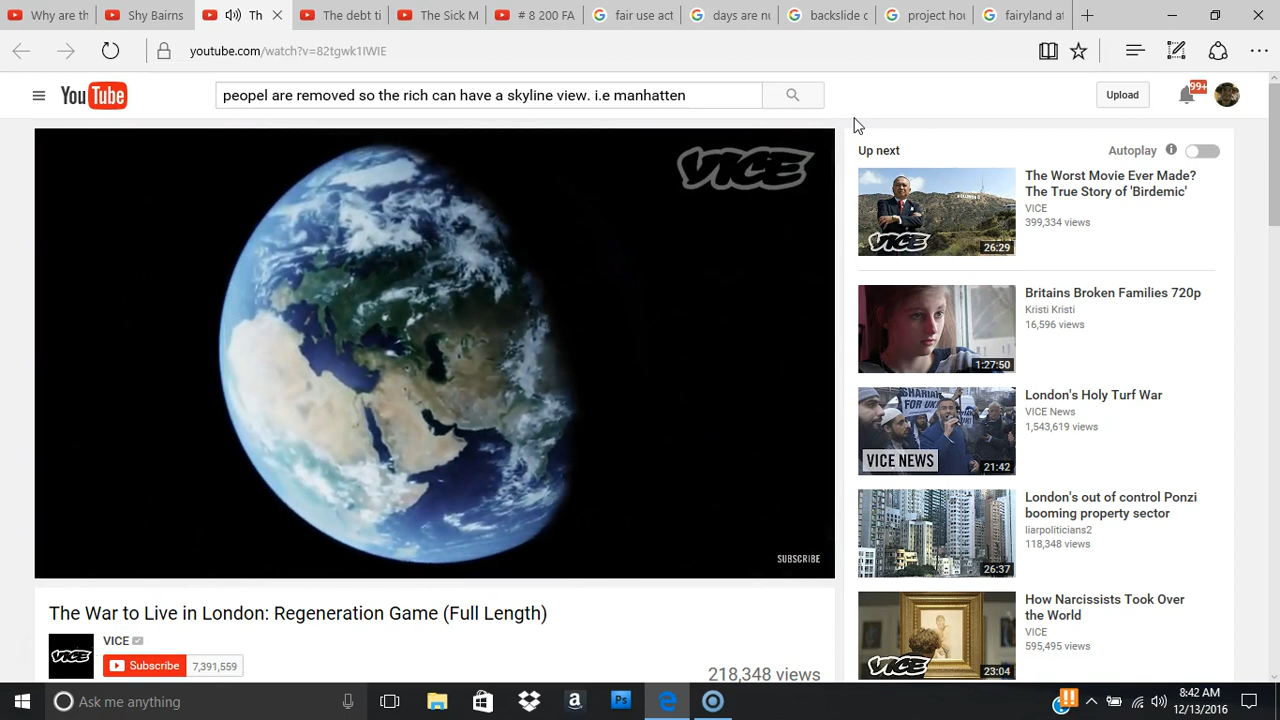 Why are th
Shy Bairns
Th
The debt ti
The Sick M
# 8 200 FA
fair use act
days are nu
backslide c
project hou
fairyland at
youtube.com/watch?v=82tgwk1IWIE
YouTube
peopel are removed so the rich can have a skyline view. i.e manhatten
Upload
99+
VICE
SUBSCRIBE
Up next
Autoplay
The Worst Movie Ever Made?
The True Story of 'Birdemic'
VICE
399,334 views
VICE
26:29
Britains Broken Families 720p
Kristi Kristi
16,596 views
1:27:50
London's Holy Turf War
VICE News
1,543,619 views
SHARIAH
FOR UK
VICE NEWS
21:42
London's out of control Ponzi
booming property sector
liarpoliticians2
118,348 views
26:37
How Narcissists Took Over
the World
VICE
595,495 views
VICE
23:04
The War to Live in London: Regeneration Game (Full Length)
VICE
VICE
Subscribe
7,391,559
218,348 views
Ask me anything
8:42 AM
12/13/2016